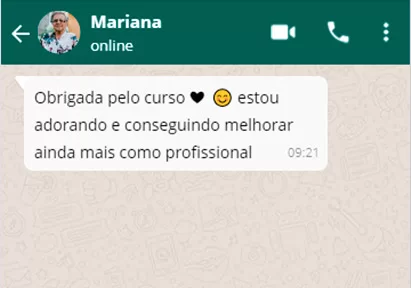 Mariana
online
Obrigada pelo curso 🖤 😊 estou
adorando e conseguindo melhorar
ainda mais como profissional
09:21